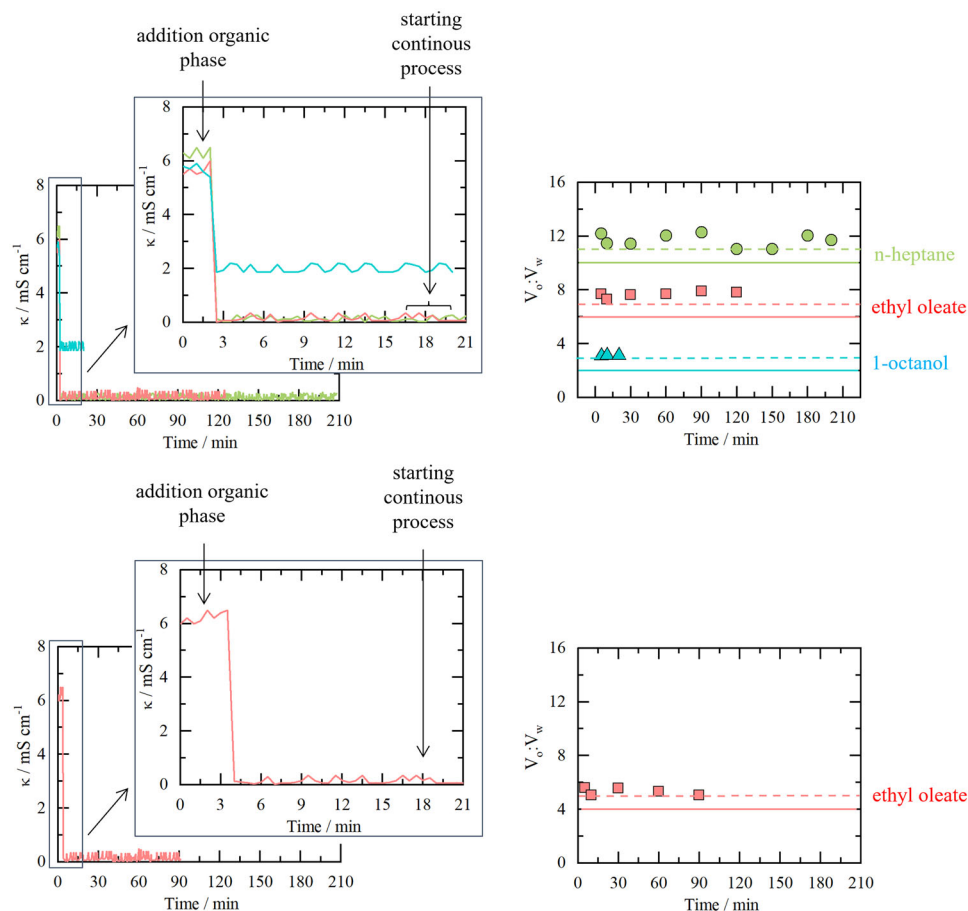 addition organic
phase
starting
continous
process
8
6
4
2
0
κ / mS cm-1
0 3 6 9 12 15 18 21
Time / min
8
6
4
2
0
κ / mS cm-1
0 30 60 90 120 150 180 210
Time / min
16
12
8
4
0
Vo:Vw
0 30 60 90 120 150 180 210
Time / min
n-heptane
ethyl oleate
1-octanol
addition organic
phase
starting
continous
process
8
6
4
2
0
κ / mS cm-1
0 3 6 9 12 15 18 21
Time / min
8
6
4
2
0
κ / mS cm-1
0 30 60 90 120 150 180 210
Time / min
16
12
8
4
0
Vo:Vw
0 30 60 90 120 150 180 210
Time / min
ethyl oleate